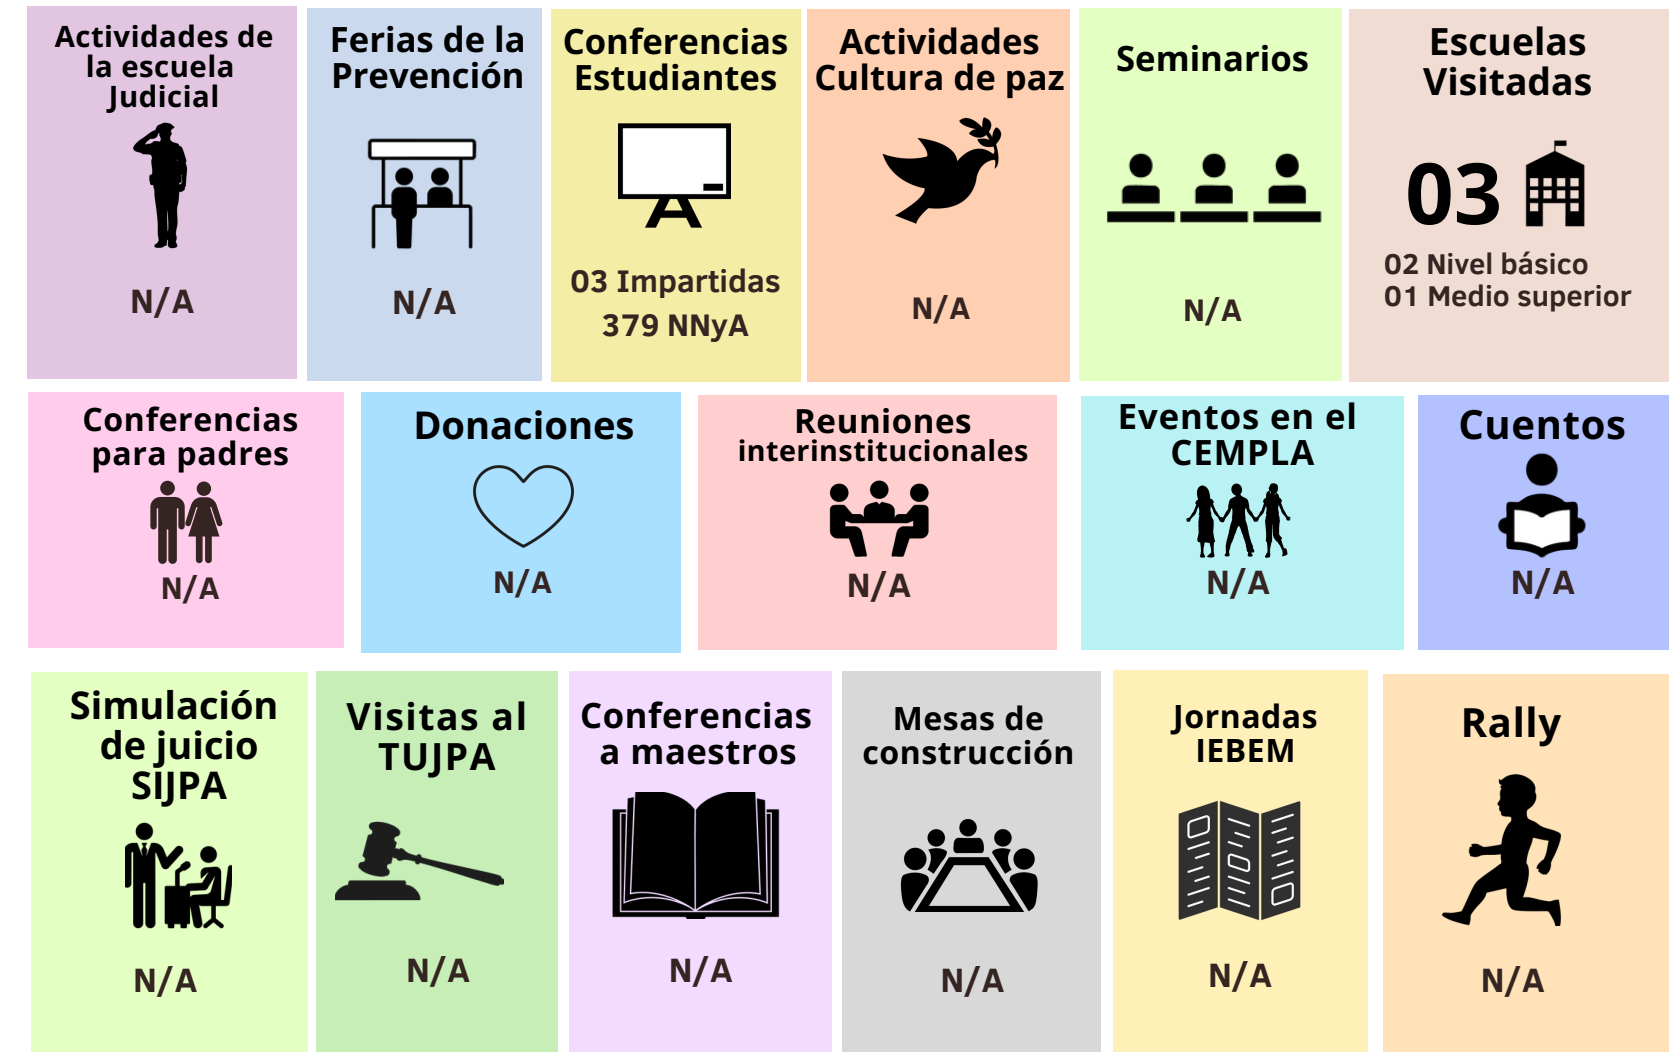 Actividades de
la escuela
Judicial
N/A
Ferias de la
Prevención
N/A
Conferencias
Estudiantes
03 Impartidas
379 NNyA
Actividades
Cultura de paz
N/A
Seminarios
N/A
Escuelas
Visitadas
03
02 Nivel básico
01 Medio superior
Conferencias
para padres
N/A
Donaciones
N/A
Reuniones
interinstitucionales
N/A
Eventos en el
CEMPLA
N/A
Cuentos
N/A
Simulación
de juicio
SIJPA
N/A
Visitas al
TUJPA
N/A
Conferencias
a maestros
N/A
Mesas de
construcción
N/A
Jornadas
IEBEM
N/A
Rally
N/A